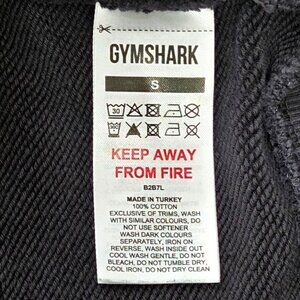 GYMSHARK
S
30
KEEP AWAY
FROM FIRE
B2B7L
MADE IN TURKEY
100% COTTON
EXCLUSIVE OF TRIMS, WASH
WITH SIMILAR COLOURS, DO
NOT USE SOFTENER
WASH DARK COLOURS
SEPARATELY, IRON ON
REVERSE, WASH INSIDE OUT
COOL WASH GENTLE, DO NOT
BLEACH, DO NOT TUMBLE DRY,
COOL IRON, DO NOT DRY CLEAN